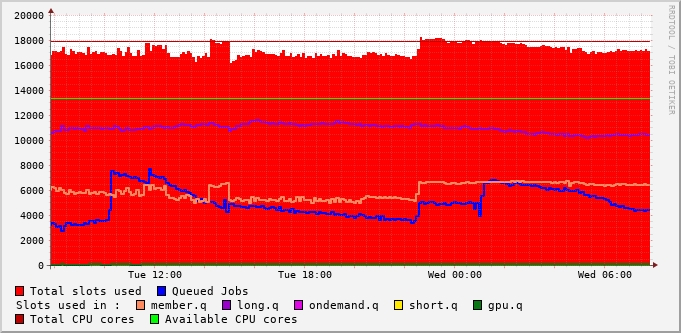 20000
18000
16000
14000
12000
10000
8000
6000
4000
2000
0
Tue 12:00 Tue 18:00 Wed 00:00 Wed 06:00
RRDTOOL / TOBI OETIKER
Total slots used Queued Jobs
Slots used in : member.q long.q ondemand.q short.q gpu.q
Total CPU cores Available CPU cores